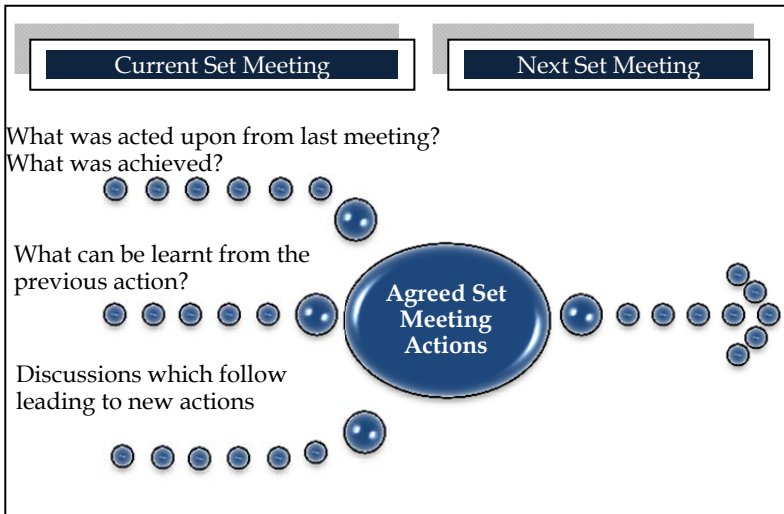 Current Set Meeting
Next Set Meeting
What was acted upon from last meeting?
What was achieved?
What can be learnt from the
previous action?
Agreed Set
Meeting
Actions
Discussions which follow
leading to new actions